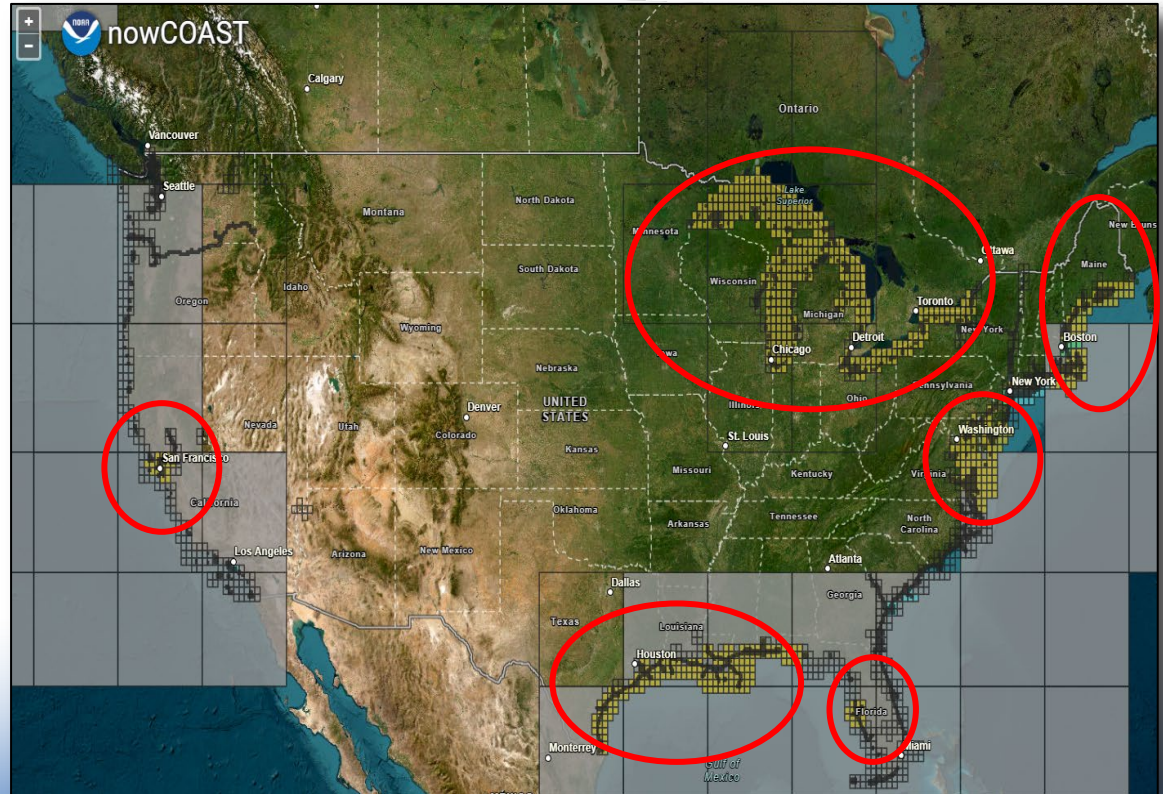 +
−
NOAA
nowCOAST
Calgary
Ontario
Vancouver
Seattle
Lake
Superior
Montana
North Dakota
Minnesota
New Bruns
Ottawa
Maine
South Dakota
Wisconsin
Idaho
Oregon
Michigan
Toronto
Wyoming
New York
Boston
Detroit
Chicago
Iowa
Nebraska
Pennsylvania
New York
Ohio
Illinois
UNITED
STATES
Denver
Nevada
Utah
Colorado
Washington
St. Louis
Kansas
San Francisco
Missouri
Kentucky
Virginia
California
Oklahoma
Tennessee
North
Carolina
Arkansas
Los Angeles
Arizona
New Mexico
Atlanta
Dallas
Georgia
Texas
Louisiana
Houston
Florida
Monterrey
Miami
Gulf of
Mexico